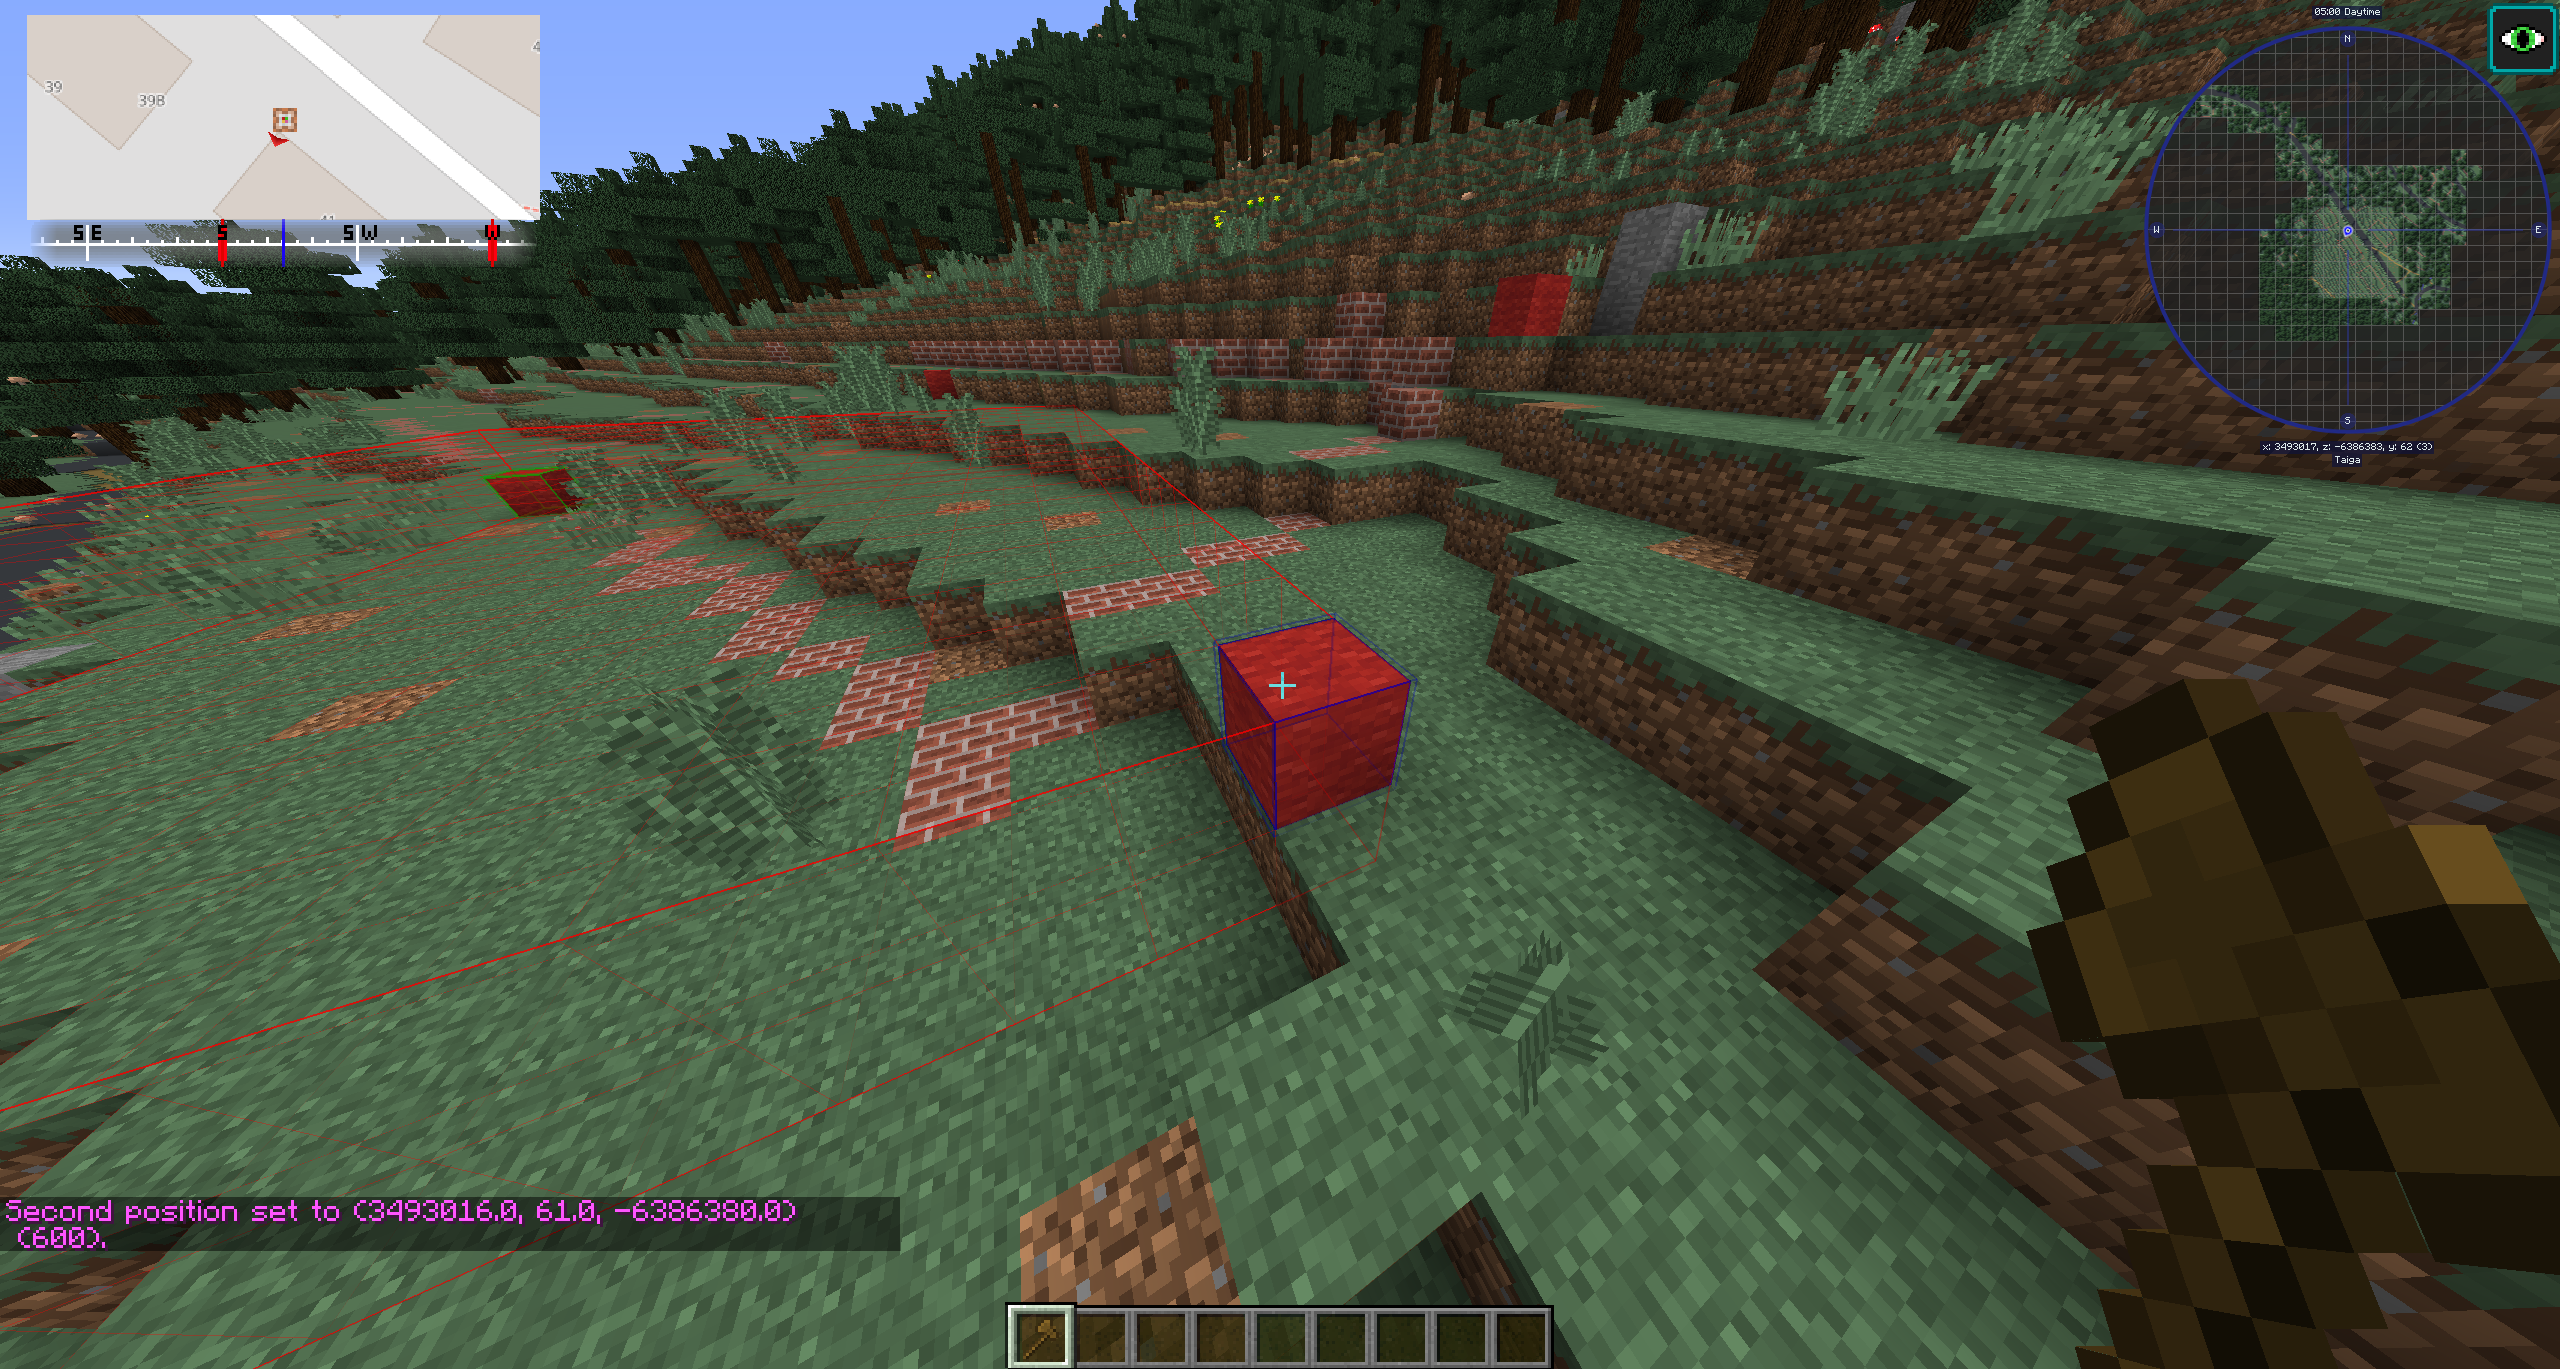 39
39B
4
SE S SW W
05:00 Daytime
N
W
E
S
x: 3493017, z: -6386383, y: 62 (3)
Taiga
Second position set to (3493016.0, 61.0, -6386380.0)
(600).